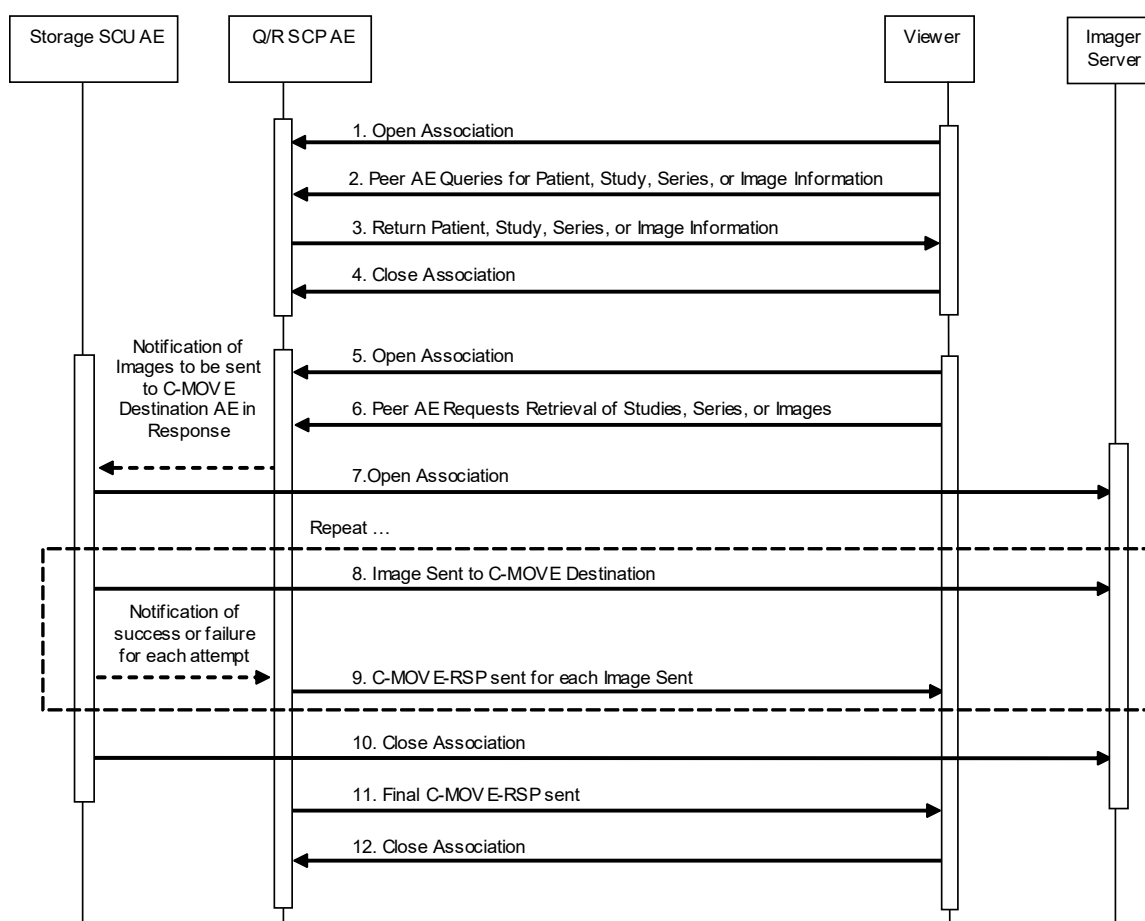 Storage SCU AE
Q/R SCP AE
Viewer
Imager
Server
1. Open Association
2. Peer AE Queries for Patient, Study, Series, or Image Information
3. Return Patient, Study, Series, or Image Information
4. Close Association
Notification of
Images to be sent
to C-MOVE
Destination AE in
Response
5. Open Association
6. Peer AE Requests Retrieval of Studies, Series, or Images
7.Open Association
Repeat …
8. Image Sent to C-MOVE Destination
Notification of
success or failure
for each attempt
9. C-MOVE-RSP sent for each Image Sent
10. Close Association
11. Final C-MOVE-RSP sent
12. Close Association